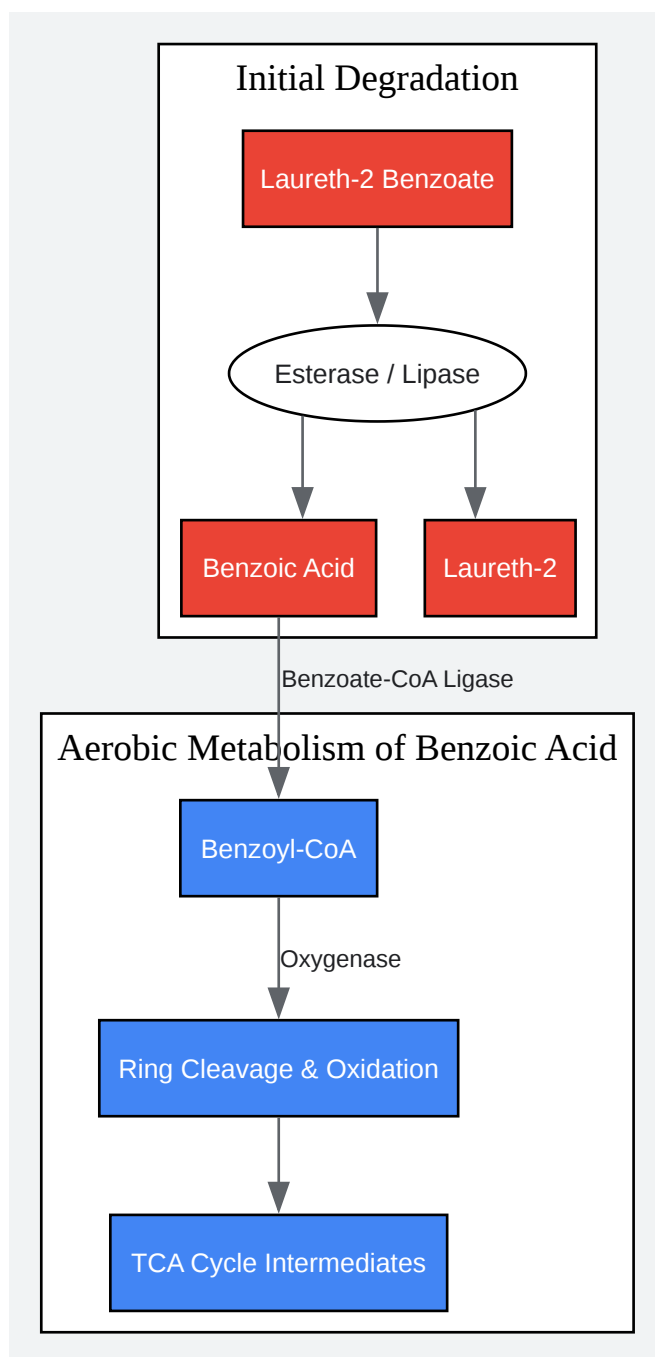 Initial Degradation
Laureth-2 Benzoate
Esterase / Lipase
Benzoic Acid
Laureth-2
Benzoate-CoA Ligase
Aerobic Metabolism of Benzoic Acid
Benzoyl-CoA
Oxygenase
Ring Cleavage & Oxidation
TCA Cycle Intermediates